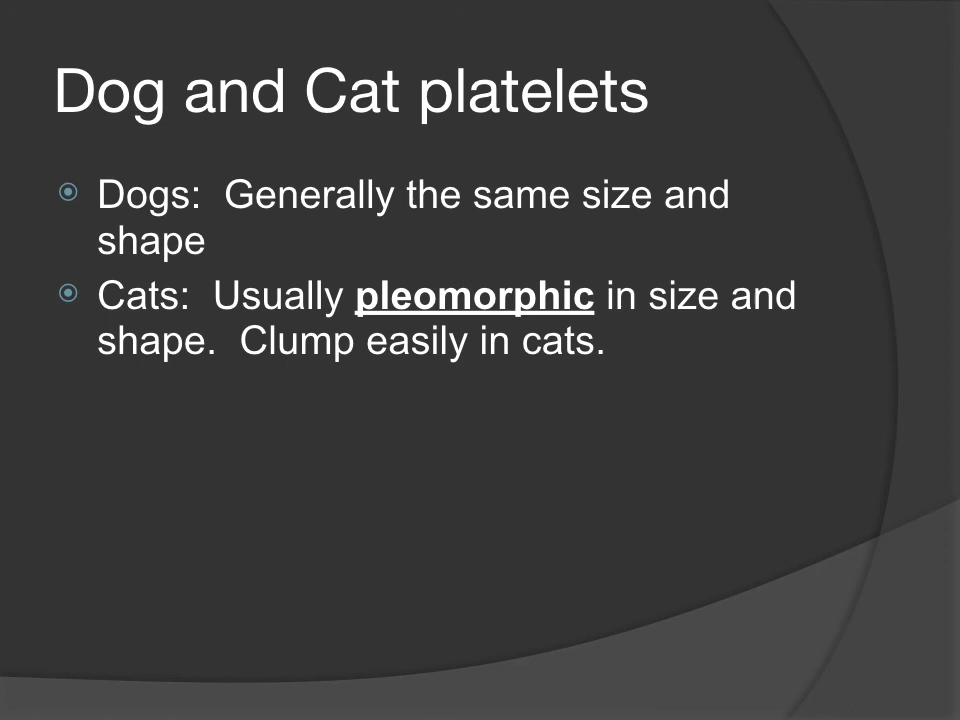 Dog and Cat platelets
Dogs:  Generally the same size and
shape
Cats:  Usually pleomorphic in size and
shape.  Clump easily in cats.